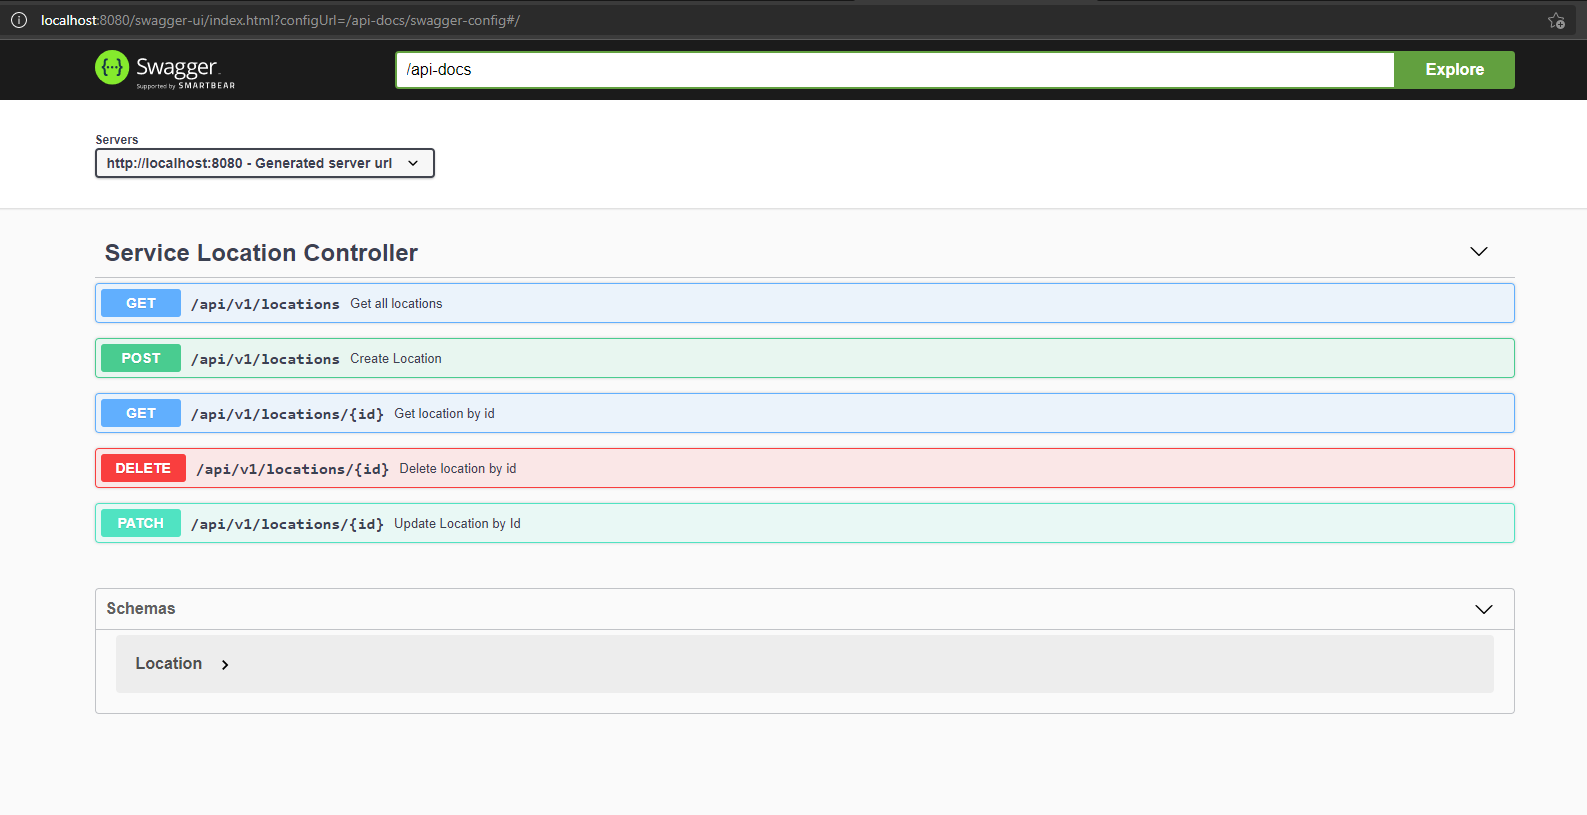 localhost:8080/swagger-ui/index.html?configUrl=/api-docs/swagger-config#/
{···} Swagger
Supported by SMARTBEAR
/api-docs
Explore
Servers
http://localhost:8080 - Generated server url
Service Location Controller
GET /api/v1/locations Get all locations
POST /api/v1/locations Create Location
GET /api/v1/locations/{id} Get location by id
DELETE /api/v1/locations/{id} Delete location by id
PATCH /api/v1/locations/{id} Update Location by Id
Schemas
Location